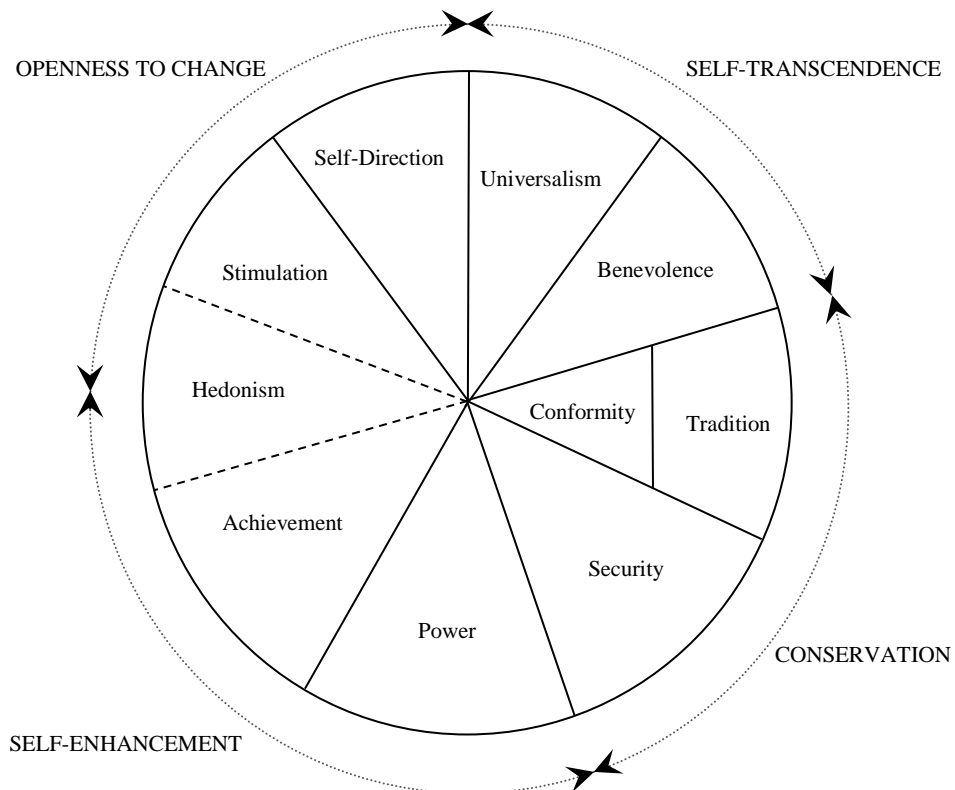 OPENNESS TO CHANGE
SELF-TRANSCENDENCE
Self-Direction
Universalism
Stimulation
Benevolence
Hedonism
Conformity
Tradition
Achievement
Security
Power
CONSERVATION
SELF-ENHANCEMENT